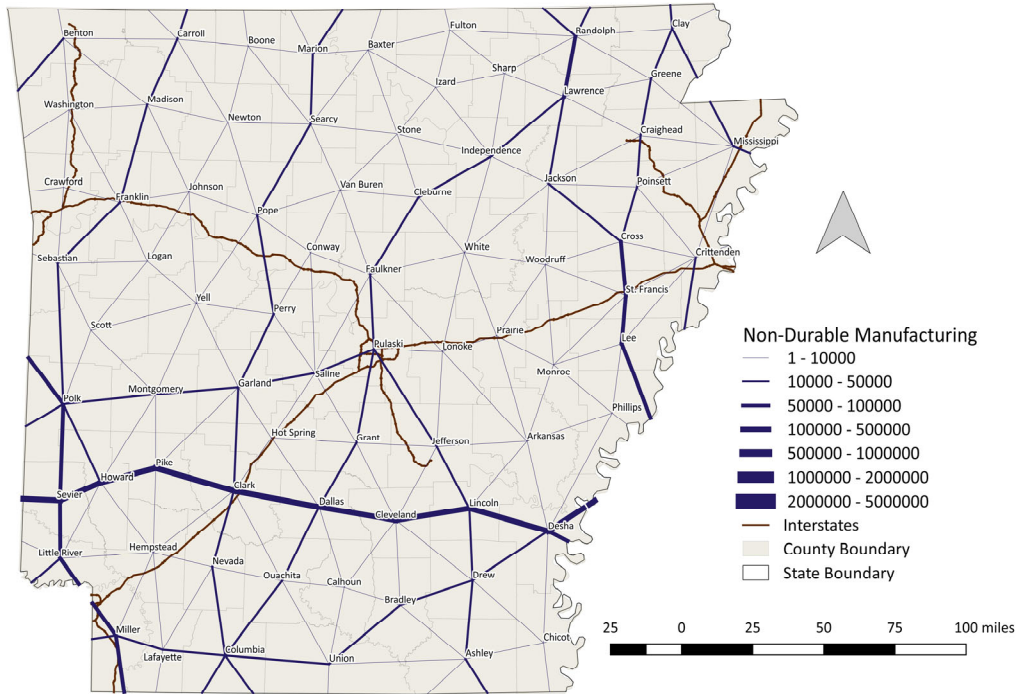 Benton
Carroll
Boone
Marion
Baxter
Fulton
Randolph
Clay
Sharp
Izard
Greene
Lawrence
Washington
Madison
Newton
Searcy
Stone
Craighead
Mississippi
Independence
Crawford
Franklin
Johnson
Van Buren
Cleburne
Jackson
Poinsett
Pope
Conway
White
Cross
Crittenden
Sebastian
Logan
Faulkner
Woodruff
Yell
Perry
St. Francis
Scott
Pulaski
Lonoke
Prairie
Lee
Monroe
Saline
Garland
Montgomery
Polk
Phillips
Hot Spring
Grant
Jefferson
Arkansas
Pike
Howard
Sevier
Clark
Dallas
Cleveland
Lincoln
Desha
Little River
Hempstead
Nevada
Ouachita
Calhoun
Drew
Bradley
Miller
Lafayette
Columbia
Union
Ashley
Chicot
Non-Durable Manufacturing
1 - 10000
10000 - 50000
50000 - 100000
100000 - 500000
500000 - 1000000
1000000 - 2000000
2000000 - 5000000
Interstates
County Boundary
State Boundary
25 0 25 50 75 100 miles